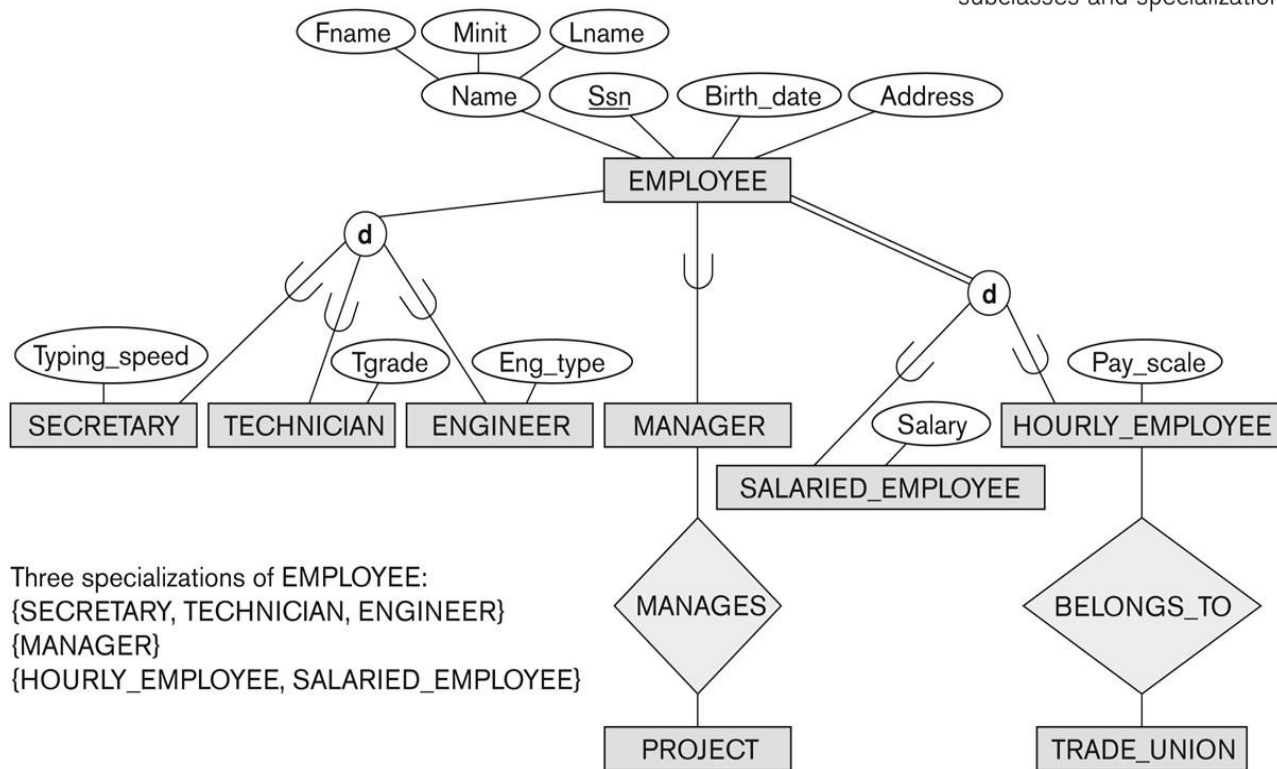 subclasses and specialization
Fname Minit Lname
Name Ssn Birth_date Address
EMPLOYEE
d
d
Typing_speed Tgrade Eng_type Pay_scale
SECRETARY TECHNICIAN ENGINEER MANAGER Salary HOURLY_EMPLOYEE
SALARIED_EMPLOYEE
Three specializations of EMPLOYEE:
{SECRETARY, TECHNICIAN, ENGINEER}
{MANAGER}
{HOURLY_EMPLOYEE, SALARIED_EMPLOYEE}
MANAGES BELONGS_TO
PROJECT TRADE_UNION